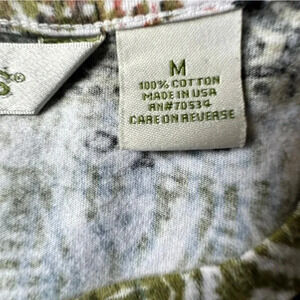 S
M
100% COTTON
MADE IN USA
RN#70534
CARE ON REVERSE